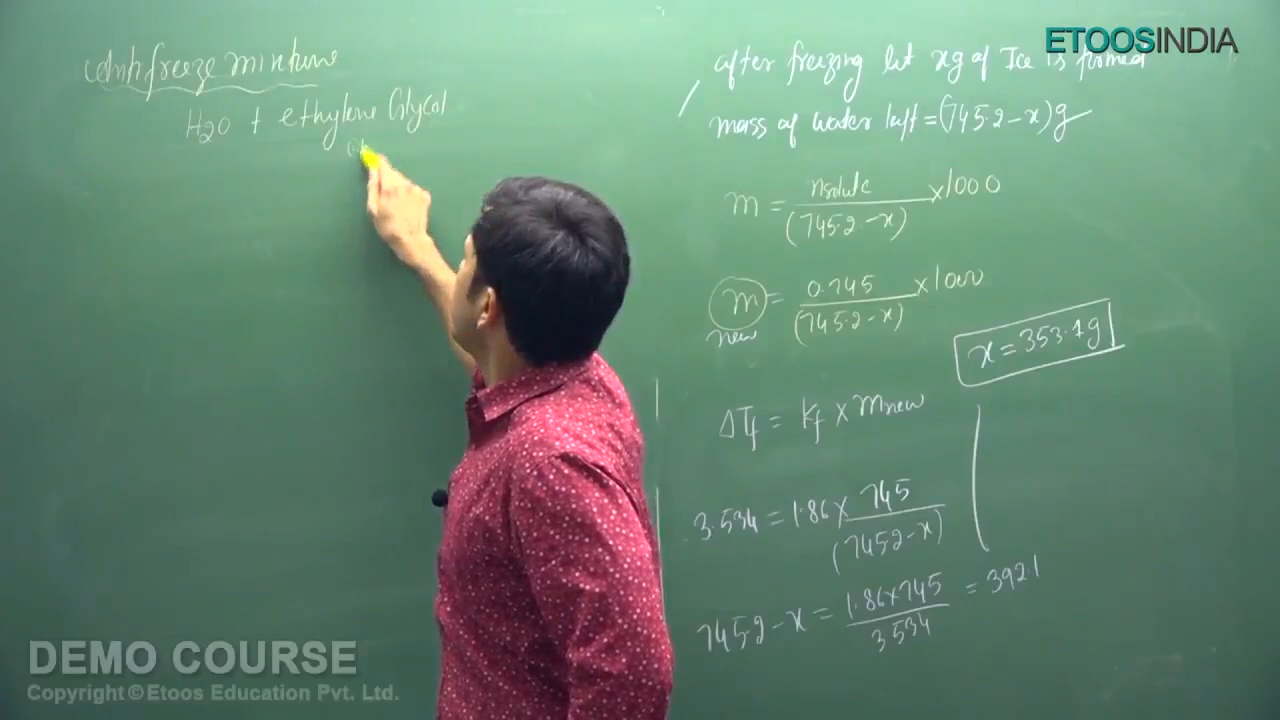 Antifreeze mixture
H2O + ethylene Glycol
ETOOSINDIA
after freezing let xg of Ice is formed
mass of water left = (745.2 - x) g
m = nsolute / (745.2 - x) × 1000
m new = 0.745 / (745.2 - x) × 1000
x = 353.1 g
ΔTf = kf × mnew
3.534 = 1.86 × 745 / (745.2 - x)
745.2 - x = 1.86 × 745 / 3.534 = 392.1
DEMO COURSE
Copyright © Etoos Education Pvt. Ltd.